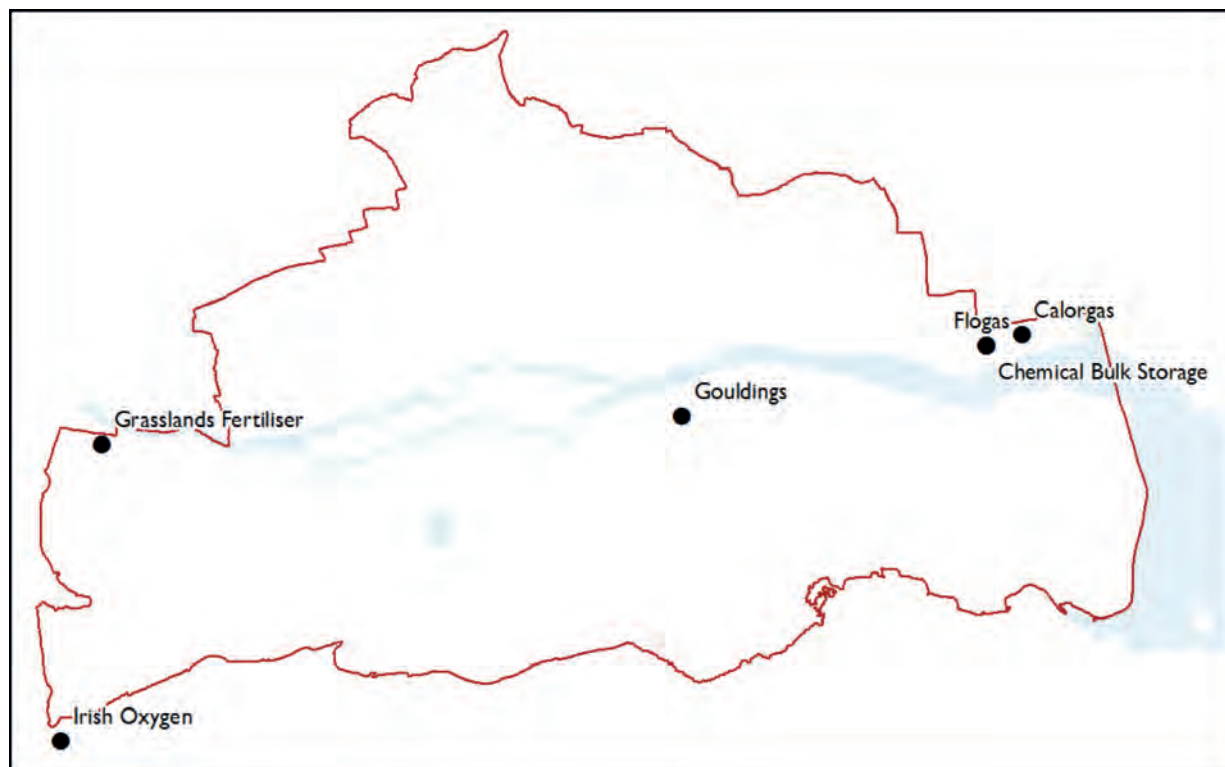 Calorgas
Flogas
Chemical Bulk Storage
Gouldings
Grasslands Fertiliser
Irish Oxygen